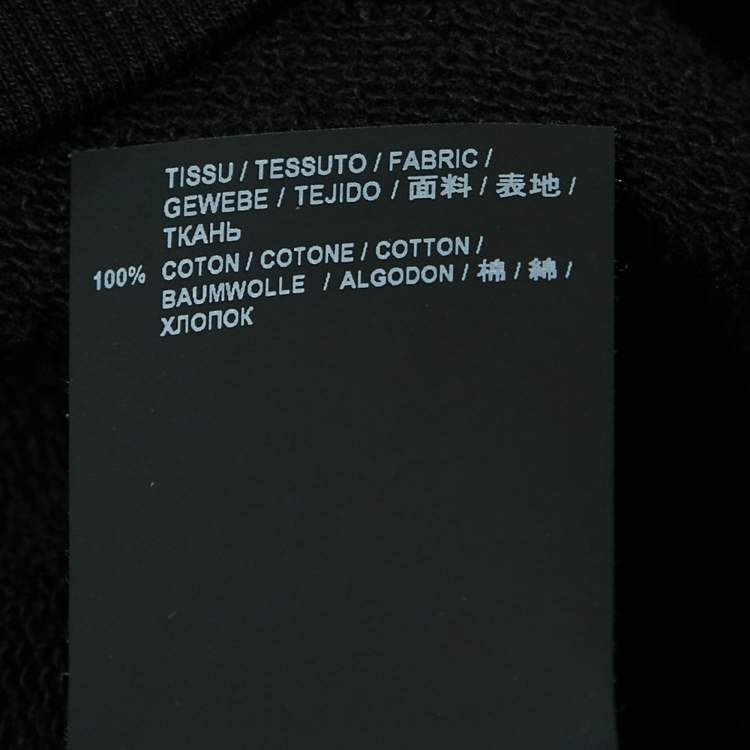 TISSU / TESSUTO / FABRIC /
GEWEBE / TEJIDO / 面料 / 表地 /
ТКАНЬ
100% COTON / COTONE / COTTON /
BAUMWOLLE / ALGODON / 棉 / 綿 /
ХЛОПОК